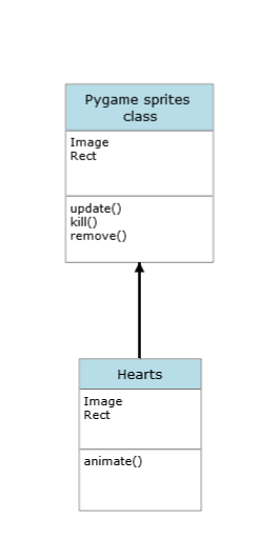 Pygame sprites
class
Image
Rect
update()
kill()
remove()
Hearts
Image
Rect
animate()